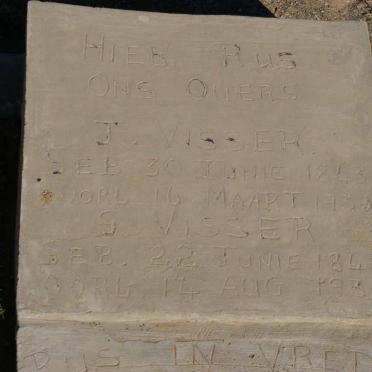 HIER RUS
ONS OUERS
J. VISSER
GEB 30 JUNIE
OORL 16 MAART
S. VISSER
GEB. 22 JUNIE
OORL. 14 AUG
RUS IN VREDE